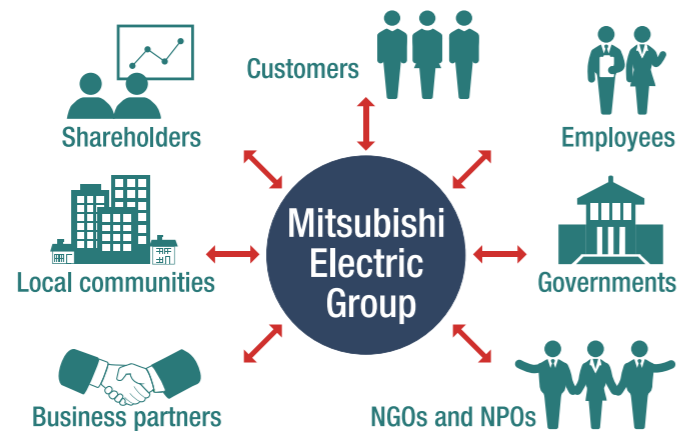 Customers
Shareholders
Employees
Mitsubishi
Electric
Group
Local communities
Governments
Business partners
NGOs and NPOs